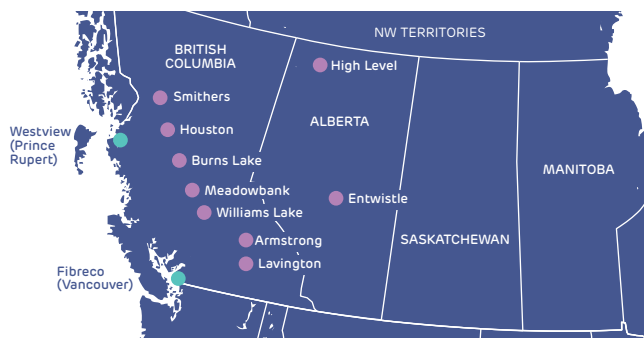 NW TERRITORIES
BRITISH
COLUMBIA
High Level
Smithers
ALBERTA
Westview
(Prince
Rupert)
Houston
Burns Lake
MANITOBA
Meadowbank
Entwistle
Williams Lake
Armstrong
SASKATCHEWAN
Lavington
Fibreco
(Vancouver)